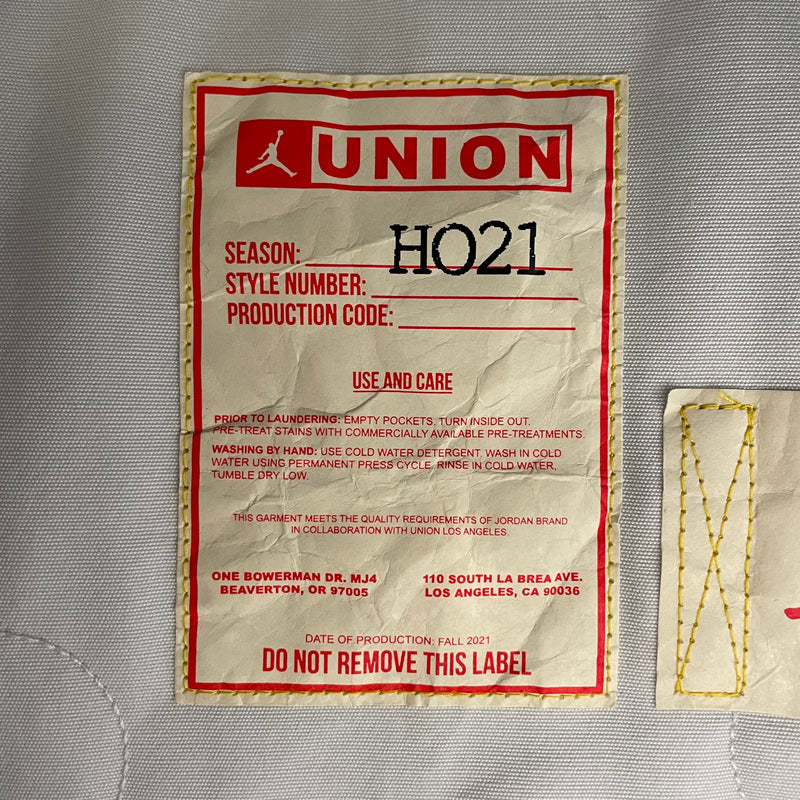 UNION
SEASON: HO21
STYLE NUMBER:
PRODUCTION CODE:
USE AND CARE
PRIOR TO LAUNDERING: EMPTY POCKETS. TURN INSIDE OUT.
PRE-TREAT STAINS WITH COMMERCIALLY AVAILABLE PRE-TREATMENTS.
WASHING BY HAND: USE COLD WATER DETERGENT. WASH IN COLD
WATER USING PERMANENT PRESS CYCLE. RINSE IN COLD WATER,
TUMBLE DRY LOW.
THIS GARMENT MEETS THE QUALITY REQUIREMENTS OF JORDAN BRAND
IN COLLABORATION WITH UNION LOS ANGELES.
ONE BOWERMAN DR. MJ4
BEAVERTON, OR 97005
110 SOUTH LA BREA AVE.
LOS ANGELES, CA 90036
DATE OF PRODUCTION: FALL 2021
DO NOT REMOVE THIS LABEL